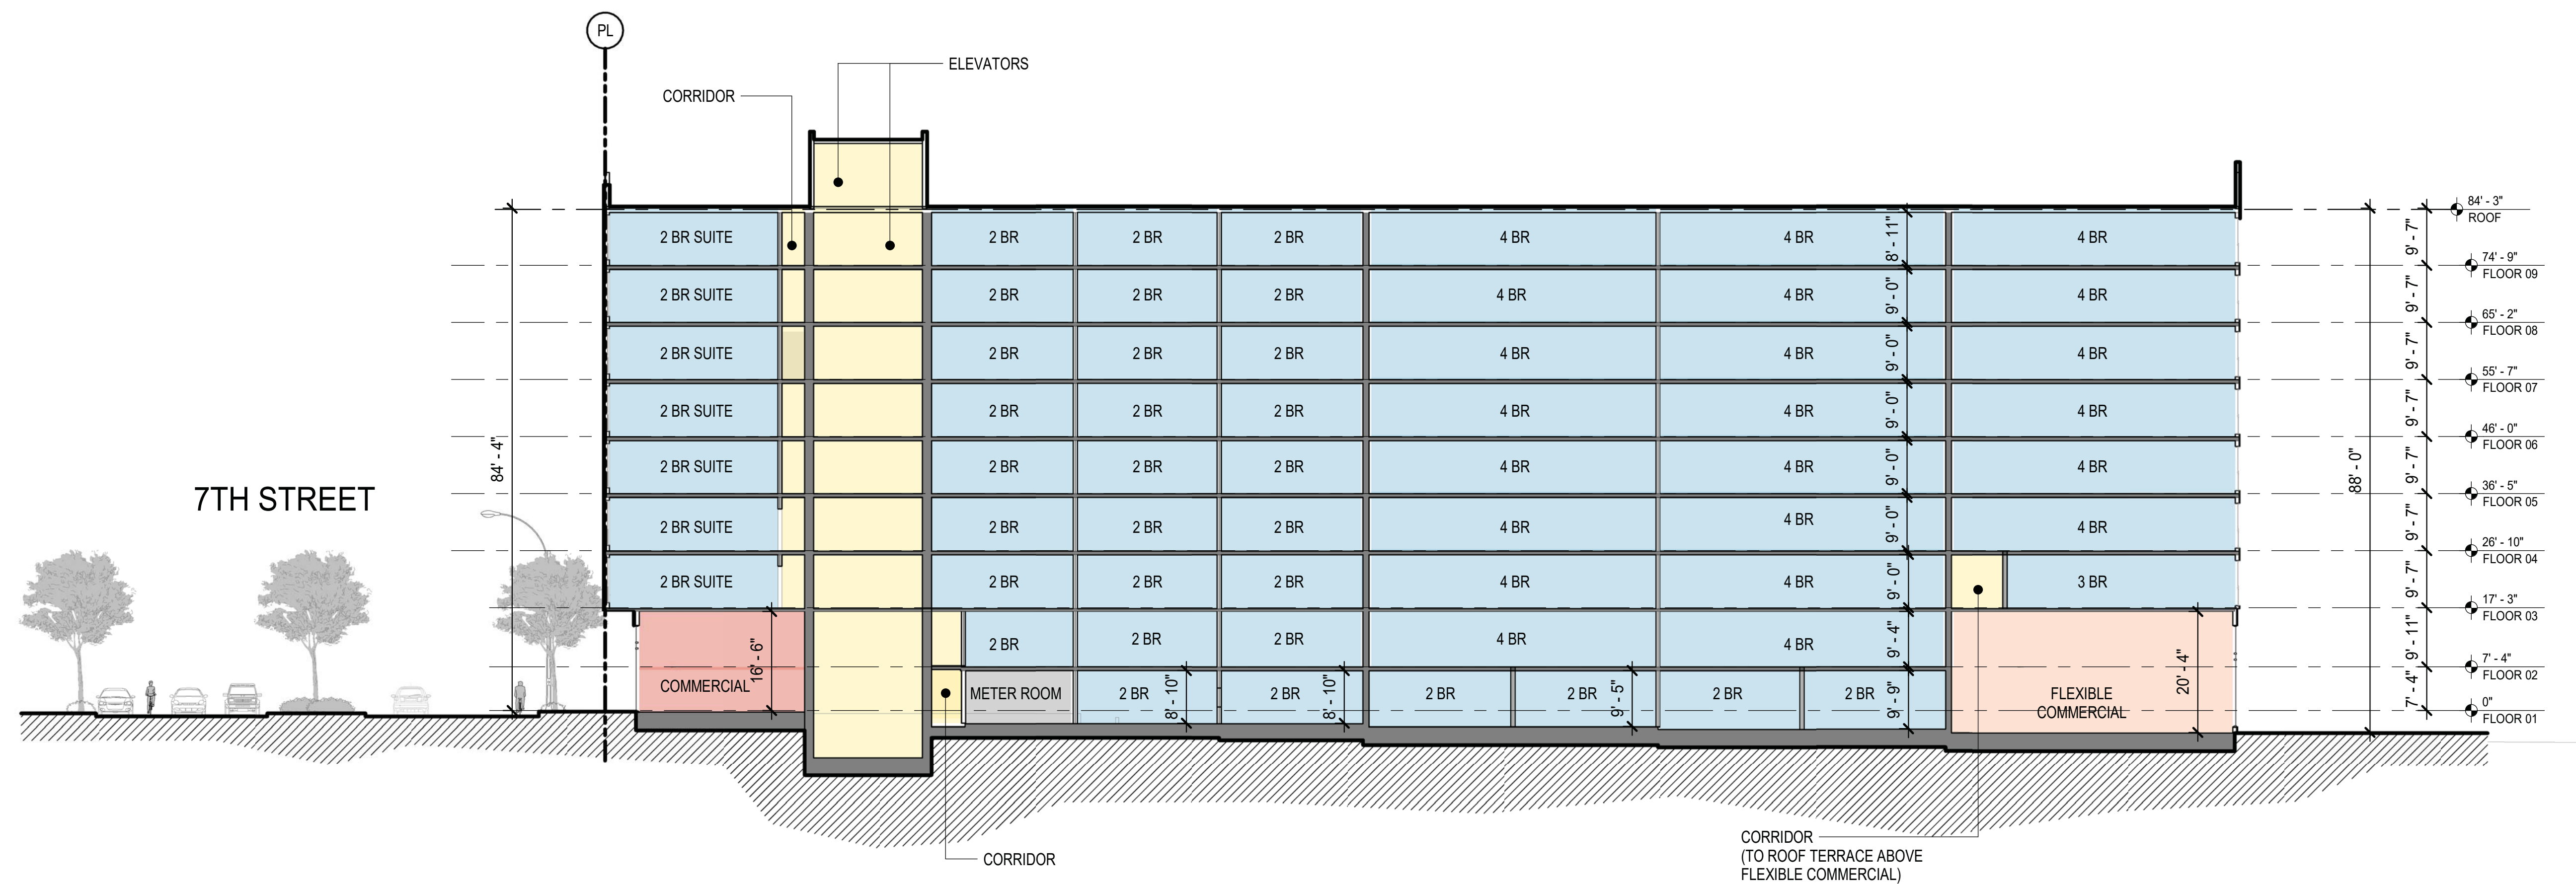 PL
ELEVATORS
CORRIDOR
84' - 3"
ROOF
2 BR SUITE 2 BR 2 BR 2 BR 4 BR 4 BR 8' - 11" 4 BR 9' - 7"
74' - 9"
FLOOR 09
2 BR SUITE 2 BR 2 BR 2 BR 4 BR 4 BR 9' - 0" 4 BR 9' - 7"
65' - 2"
FLOOR 08
2 BR SUITE 2 BR 2 BR 2 BR 4 BR 4 BR 9' - 0" 4 BR 9' - 7"
55' - 7"
FLOOR 07
2 BR SUITE 2 BR 2 BR 2 BR 4 BR 4 BR 9' - 0" 4 BR 9' - 7"
46' - 0"
FLOOR 06
84' - 4"
2 BR SUITE 2 BR 2 BR 2 BR 4 BR 4 BR 9' - 0" 4 BR 88' - 0" 9' - 7"
36' - 5"
FLOOR 05
7TH STREET
2 BR SUITE 2 BR 2 BR 2 BR 4 BR 4 BR 9' - 0" 4 BR 9' - 7"
26' - 10"
FLOOR 04
2 BR SUITE 2 BR 2 BR 2 BR 4 BR 4 BR 9' - 0" 3 BR 9' - 7"
17' - 3"
FLOOR 03
16' - 6" 2 BR 2 BR 2 BR 4 BR 4 BR 9' - 4" 20' - 4" 9' - 11"
7' - 4"
FLOOR 02
COMMERCIAL METER ROOM 2 BR 8' - 10" 2 BR 8' - 10" 2 BR 2 BR 9' - 5" 2 BR 2 BR 9' - 9" FLEXIBLE 7' - 4"
COMMERCIAL
0"
FLOOR 01
CORRIDOR
CORRIDOR
(TO ROOF TERRACE ABOVE
FLEXIBLE COMMERCIAL)